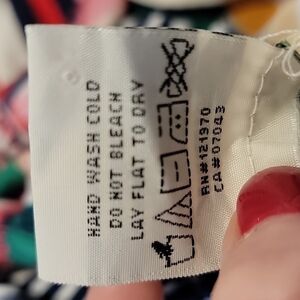 HAND WASH COLD
DO NOT BLEACH
LAY FLAT TO DRY
RN#121970
CA#07043